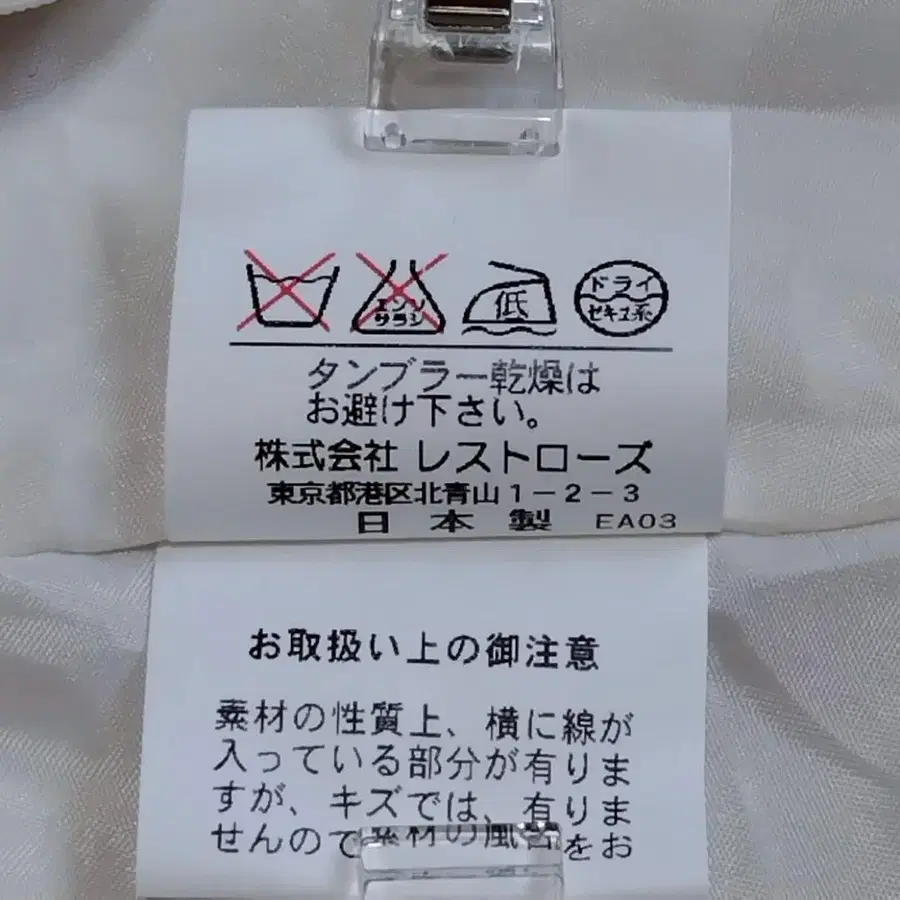 エンソ
サラシ
低
ドライ
セキユ系
タンブラー乾燥は
お避け下さい。
株式会社 レストローズ
東京都港区北青山1-2-3
日本製 EA03
お取扱い上の御注意
素材の性質上、横に線が
入っている部分が有りま
すが、キズでは、有りま
せんので素材の風合をお